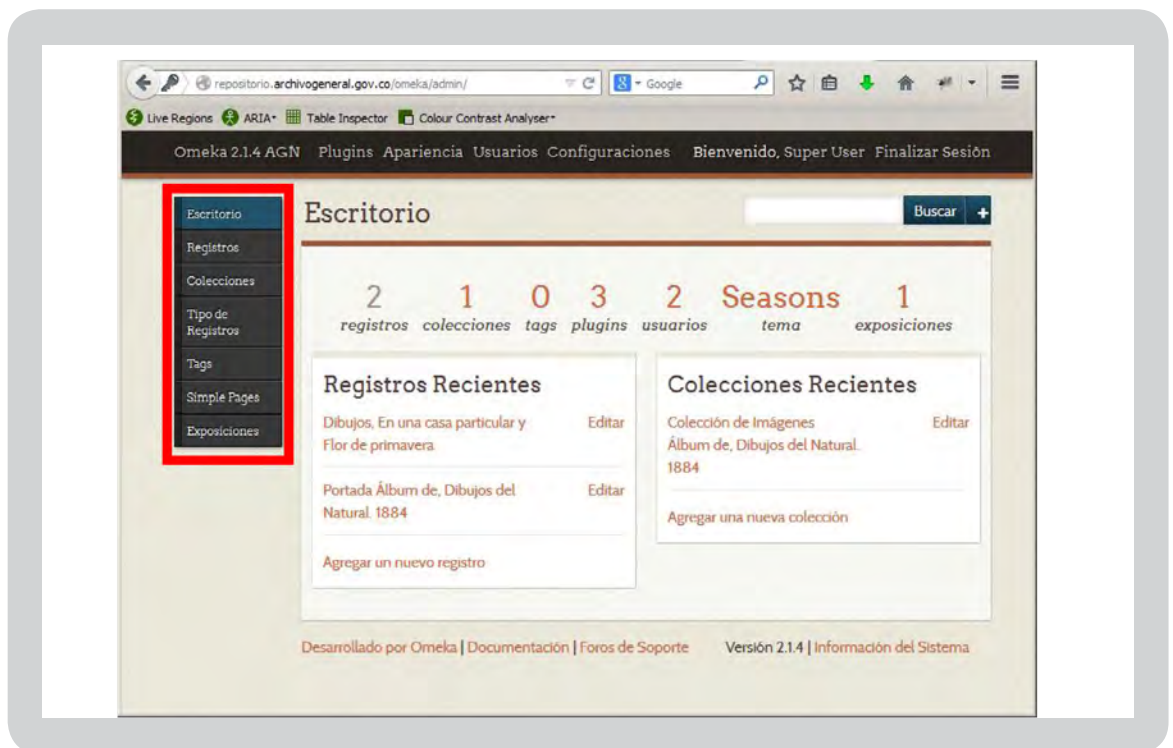 repositorio.archivogeneral.gov.co/omeka/admin/
Google
Live Regions ARIA Table Inspector Colour Contrast Analyser
Omeka 2.1.4 AGN Plugins Apariencia Usuarios Configuraciones Bienvenido, Super User Finalizar Sesión
Escritorio
Registros
Colecciones
Tipo de
Registros
Tags
Simple Pages
Exposiciones
Escritorio
Buscar +
2 1 0 3 2 Seasons 1
registros colecciones tags plugins usuarios tema exposiciones
Registros Recientes
Dibujos, En una casa particular y Editar
Flor de primavera
Portada Álbum de, Dibujos del Editar
Natural. 1884
Agregar un nuevo registro
Colecciones Recientes
Colección de Imágenes Editar
Álbum de, Dibujos del Natural.
1884
Agregar una nueva colección
Desarrollado por Omeka | Documentación | Foros de Soporte Versión 2.1.4 | Información del Sistema